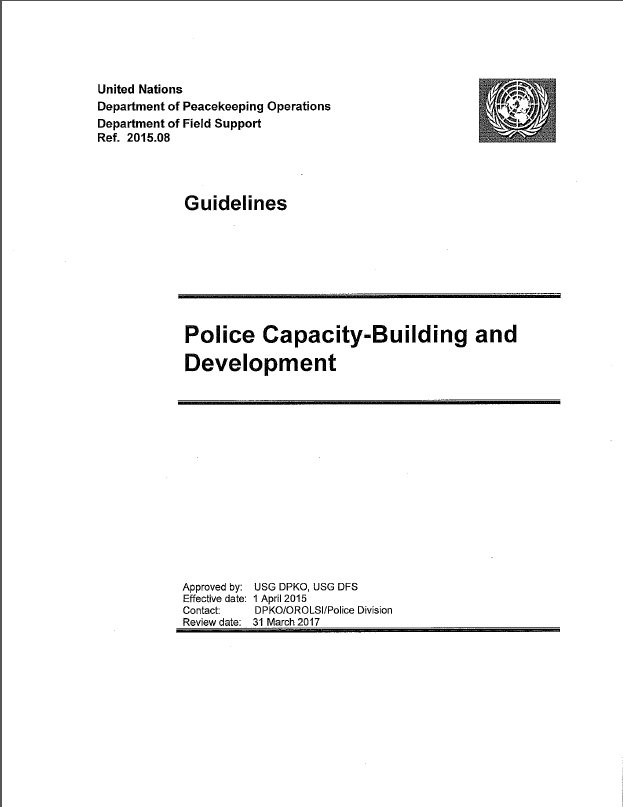 United Nations
Department of Peacekeeping Operations
Department of Field Support
Ref. 2015.08
Guidelines
Police Capacity-Building and
Development
Approved by: USG DPKO, USG DFS
Effective date: 1 April 2015
Contact: DPKO/OROLSI/Police Division
Review date: 31 March 2017